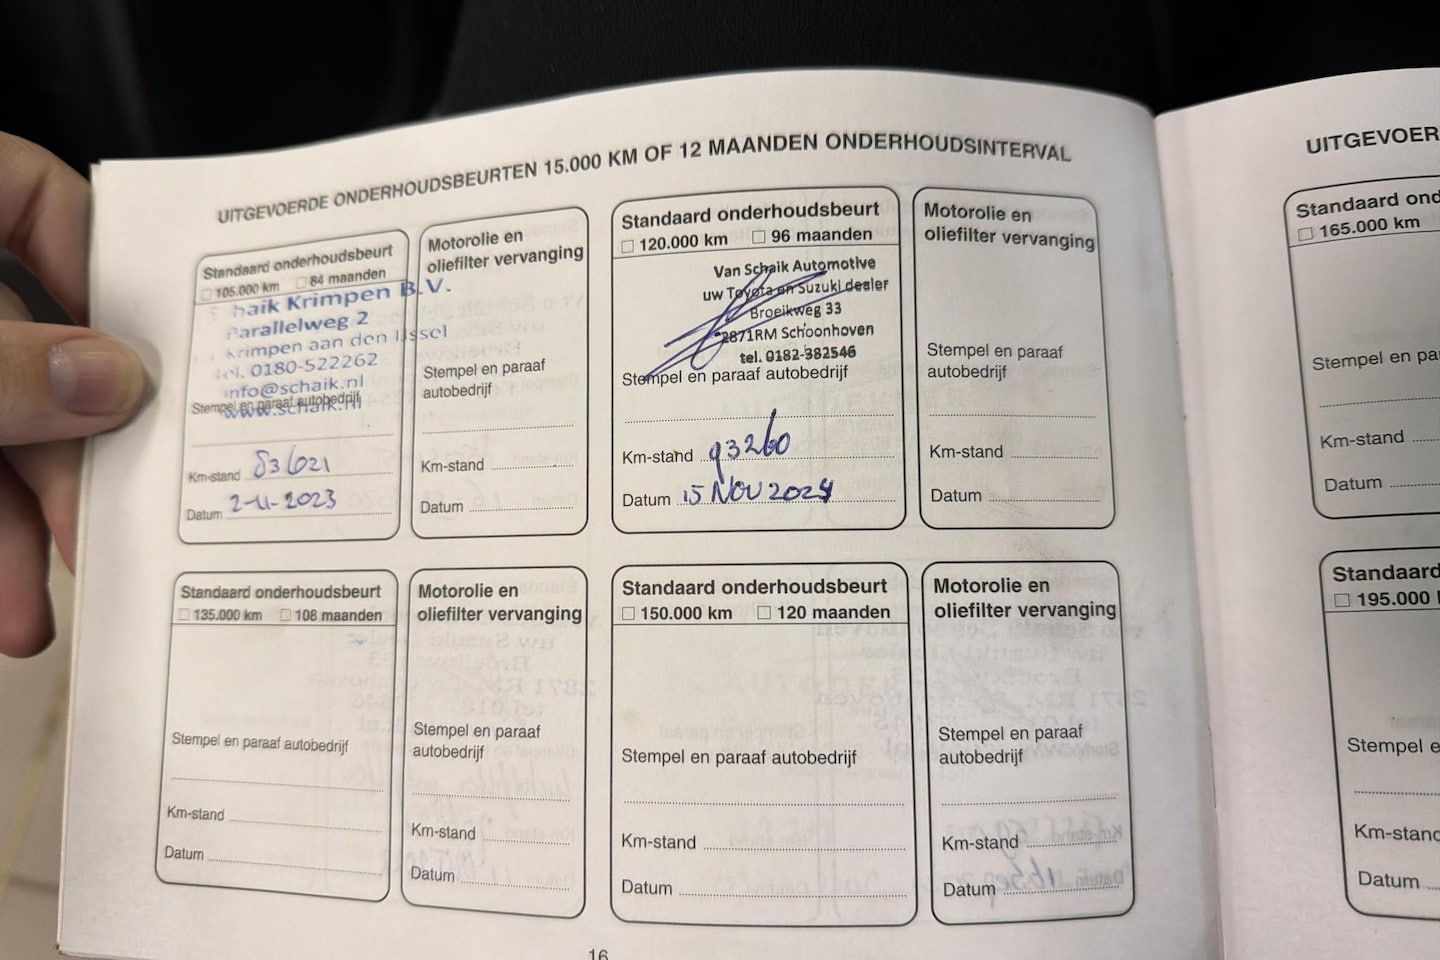 UITGEVOERDE ONDERHOUDSBEURTEN 15.000 KM OF 12 MAANDEN ONDERHOUDSINTERVAL
Standaard onderhoudsbeurt
105.000 km 84 maanden
haik Krimpen B.V.
Parallelweg 2
Krimpen aan den IJssel
tel. 0180-522262
info@schaik.nl
www.schaik.nl
Stempel en paraaf autobedrijf
Km-stand 83621
Datum 2-11-2023
Motorolie en
oliefilter vervanging
Stempel en paraaf
autobedrijf
Km-stand
Datum
Standaard onderhoudsbeurt
120.000 km 96 maanden
Van Schaik Automotive
uw Toyota en Suzuki dealer
Broeikweg 33
2871RM Schoonhoven
tel. 0182-382546
Stempel en paraaf autobedrijf
Km-stand 93260
Datum 15 NOV 2024
Motorolie en
oliefilter vervanging
Stempel en paraaf
autobedrijf
Km-stand
Datum
Standaard onderhoudsbeurt
135.000 km 108 maanden
Stempel en paraaf autobedrijf
Km-stand
Datum
Motorolie en
oliefilter vervanging
Stempel en paraaf
autobedrijf
Km-stand
Datum
Standaard onderhoudsbeurt
150.000 km 120 maanden
Stempel en paraaf autobedrijf
Km-stand
Datum
Motorolie en
oliefilter vervanging
Stempel en paraaf
autobedrijf
Km-stand
Datum
16
UITGEVOER
Standaard ond
165.000 km
Stempel en pa
Km-stand
Datum
Standaard
195.000
Stempel e
Km-stand
Datum